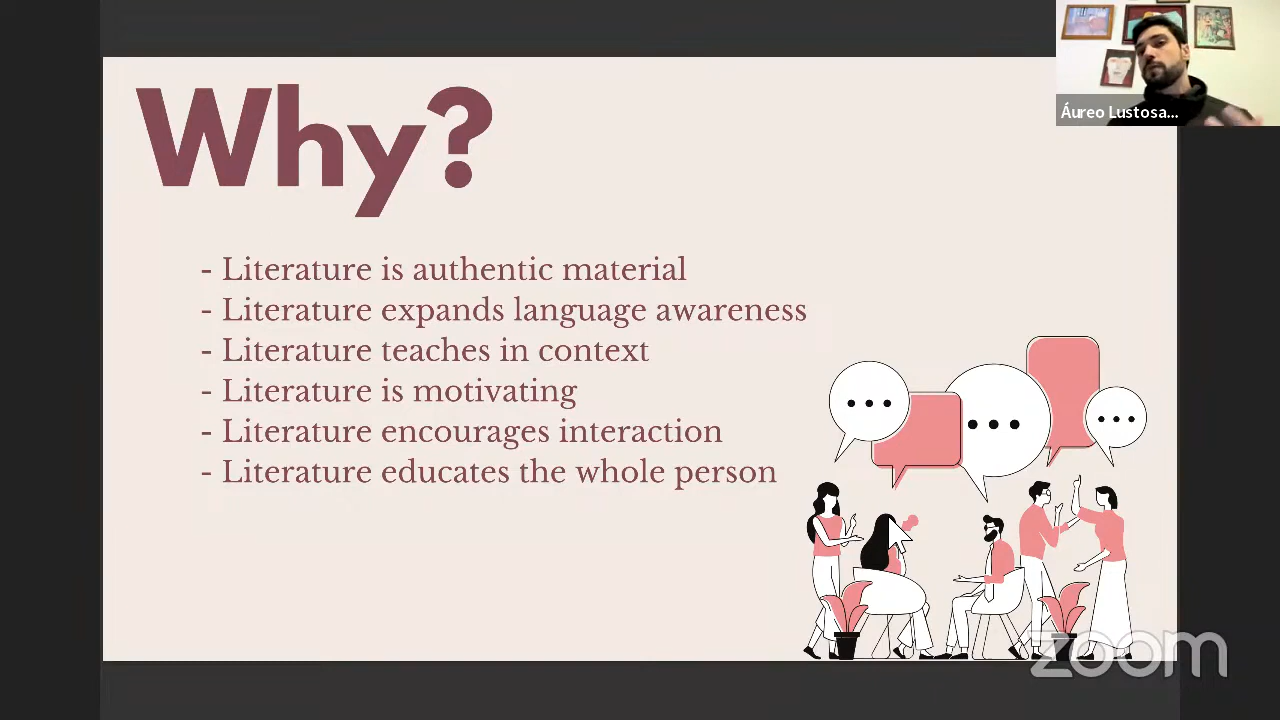 Why?
- Literature is authentic material
- Literature expands language awareness
- Literature teaches in context
- Literature is motivating
- Literature encourages interaction
- Literature educates the whole person
Áureo Lustosa...
zoom